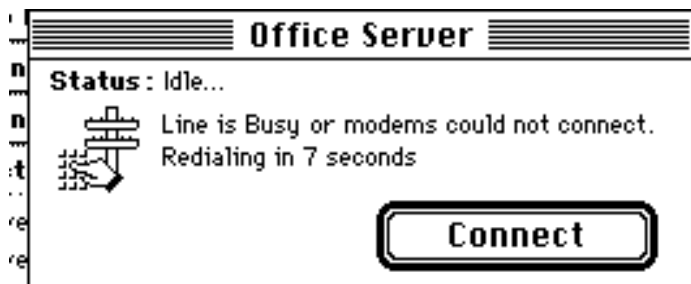 Office Server
Status: Idle...
Line is Busy or modems could not connect.
Redialing in 7 seconds
Connect